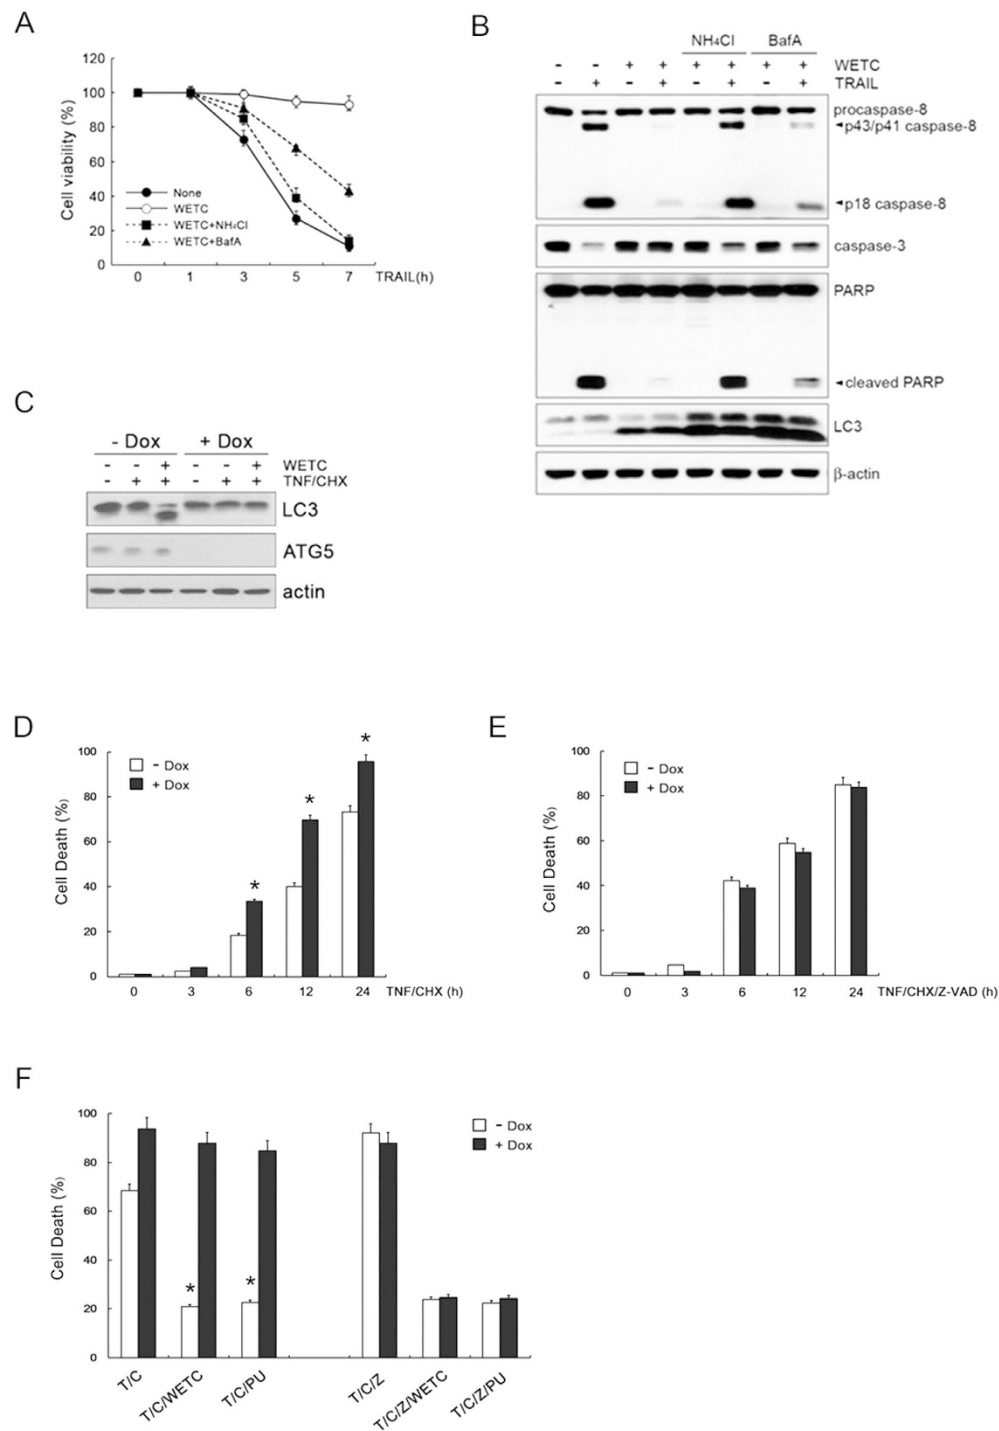 A
120
100
80
60
40
20
0
Cell viability (%)
None
WETC
WETC+NH₄Cl
WETC+BafA
0 1 3 5 7 TRAIL(h)
B
NH₄Cl BafA
- - + + + + + + WETC
- + - + - + - + TRAIL
procaspase-8
◄p43/p41 caspase-8
◄p18 caspase-8
caspase-3
PARP
◄cleaved PARP
LC3
β-actin
C
- Dox + Dox
- - + - - + WETC
- + + - + + TNF/CHX
LC3
ATG5
actin
D
100
80
60
40
20
0
Cell Death (%)
- Dox
+ Dox
* * *
0 3 6 12 24 TNF/CHX (h)
E
100
80
60
40
20
0
Cell Death (%)
- Dox
+ Dox
0 3 6 12 24 TNF/CHX/Z-VAD (h)
F
100
80
60
40
20
0
Cell Death (%)
- Dox
+ Dox
* *
T/C T/C/WETC T/C/PU T/C/Z T/C/Z/WETC T/C/Z/PU